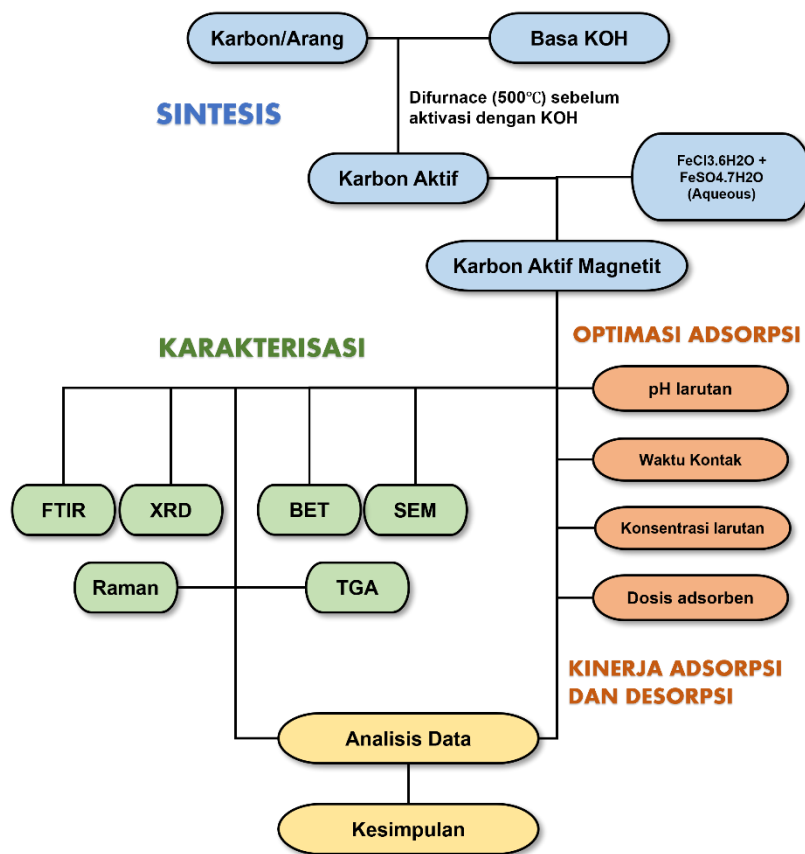 Karbon/Arang
Basa KOH
SINTESIS
Difurnace (500℃) sebelum
aktivasi dengan KOH
Karbon Aktif
FeCl3.6H2O +
FeSO4.7H2O
(Aqueous)
Karbon Aktif Magnetit
KARAKTERISASI
OPTIMASI ADSORPSI
pH larutan
Waktu Kontak
Konsentrasi larutan
Dosis adsorben
FTIR
XRD
BET
SEM
Raman
TGA
KINERJA ADSORPSI
DAN DESORPSI
Analisis Data
Kesimpulan